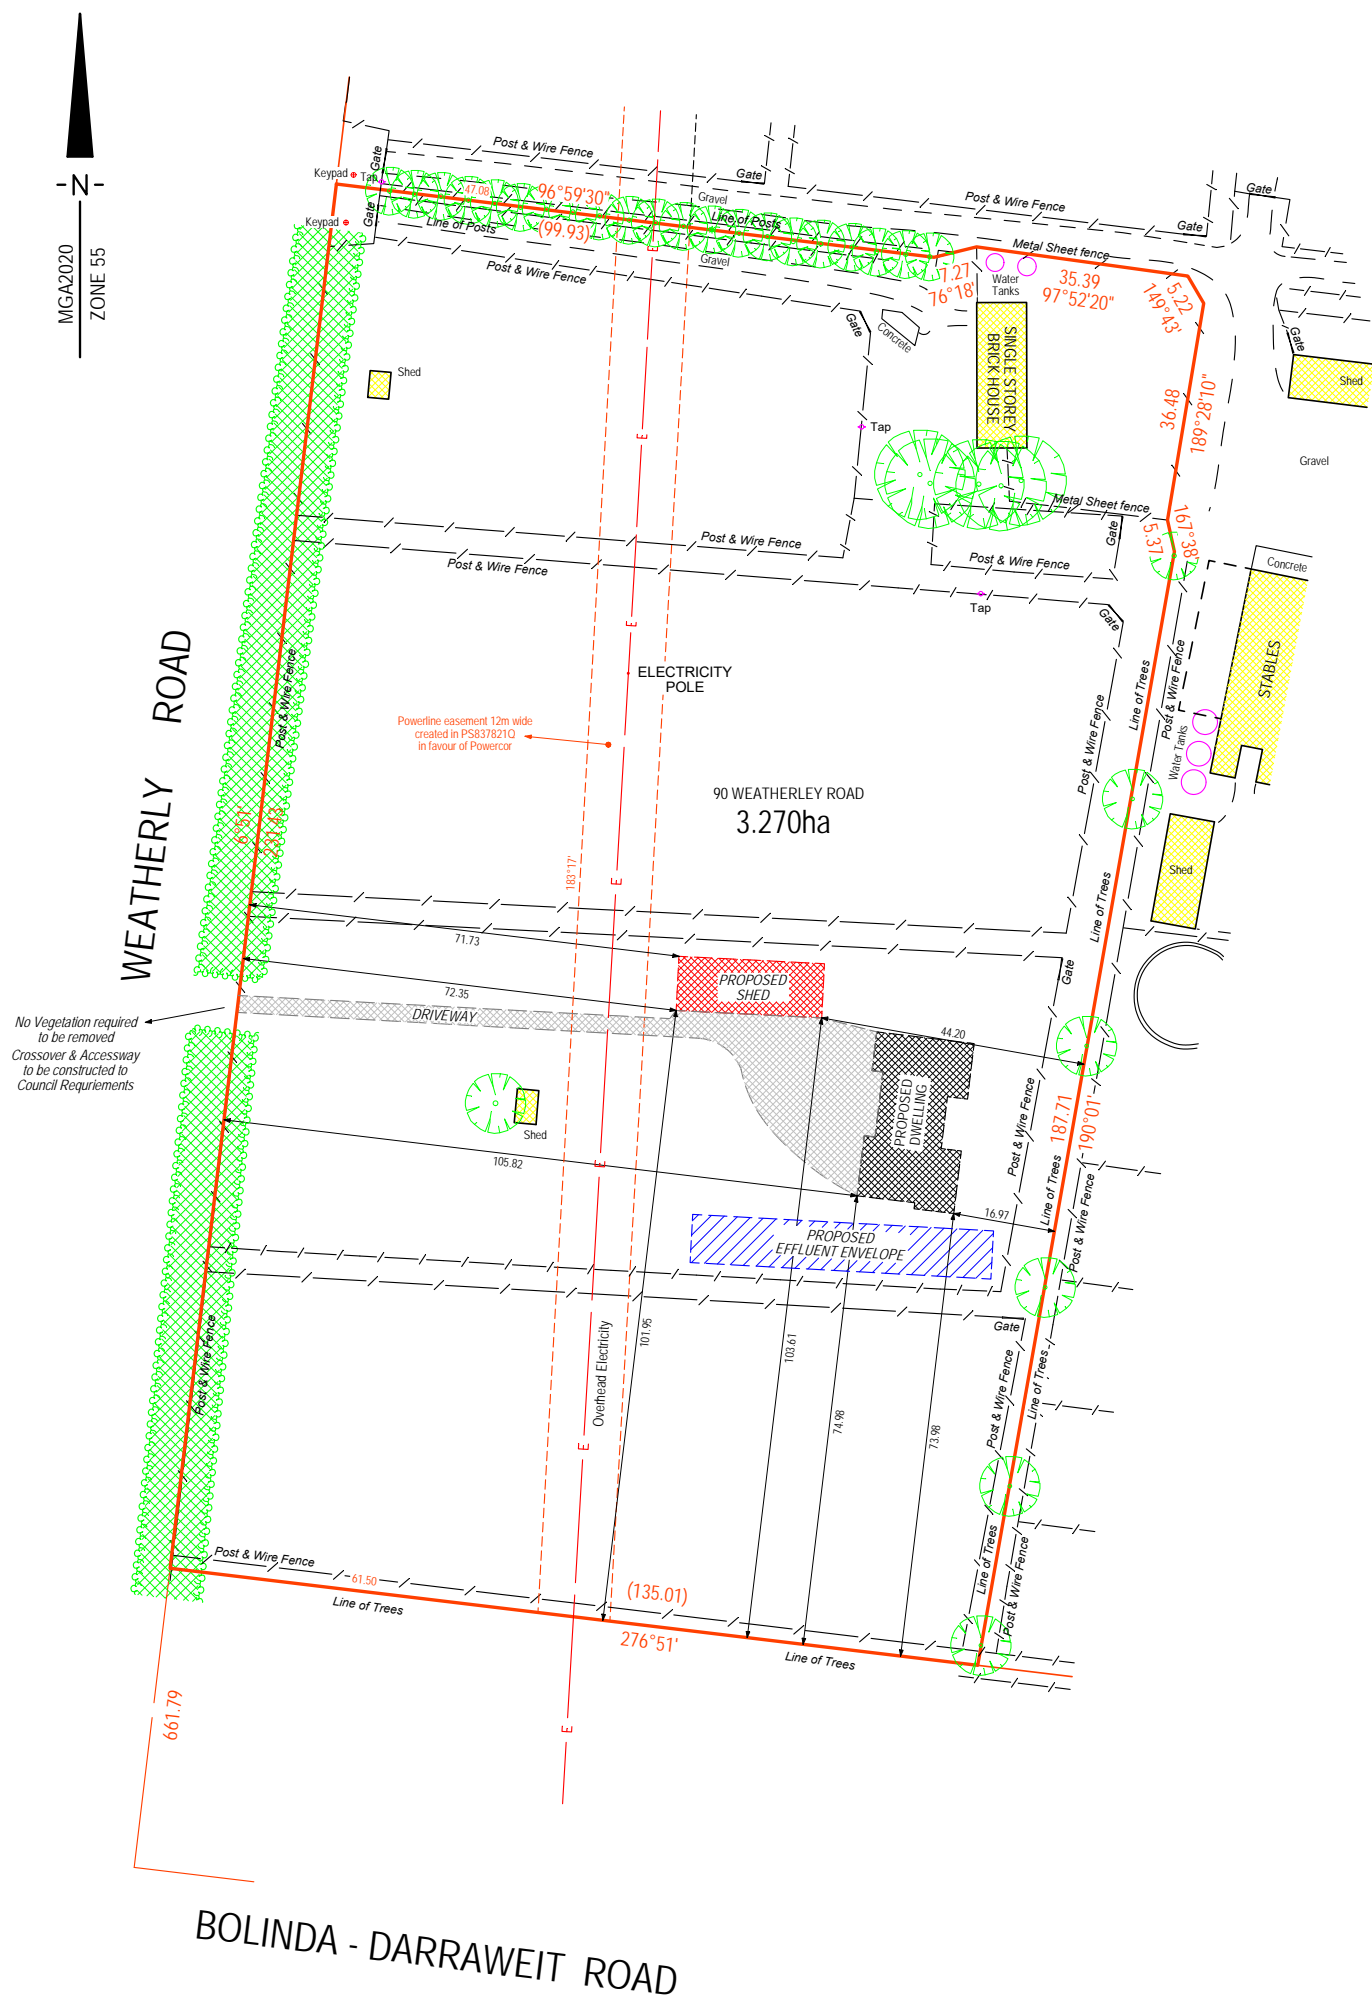 N
MGA2020
ZONE 55
Keypad
Tap
Gate
Keypad
Gate
47.08
96°59'30"
(99.93)
Post & Wire Fence
Gate
Gravel
Line of Posts
Line of Posts
Gravel
Post & Wire Fence
Post & Wire Fence
Gate
Gate
Metal Sheet fence
7.27
76°18'
Water
Tanks
35.39
97°52'20"
5.22
149°43'
Gate
Shed
Gate
Concrete
SINGLE STOREY
BRICK HOUSE
36.48
189°28'10"
Shed
Tap
Gravel
Metal Sheet fence
Gate
167°38'
5.37
Post & Wire Fence
Post & Wire Fence
Post & Wire Fence
Tap
Gate
Concrete
STABLES
Water Tanks
Shed
WEATHERLY ROAD
Post & Wire Fence
ELECTRICITY
POLE
Powerline easement 12m wide
created in PS837821Q
in favour of Powercor
Line of Trees
Post & Wire Fence
Post & Wire Fence
90 WEATHERLEY ROAD
3.270ha
6°51'
231.43
183°17'
Line of Trees
71.73
72.35
PROPOSED
SHED
Gate
DRIVEWAY
44.20
No Vegetation required
to be removed
Crossover & Accessway
to be constructed to
Council Requriements
Shed
PROPOSED
DWELLING
Post & Wire Fence
187.71
190°01'
105.82
16.97
Line of Trees
Post & Wire Fence
PROPOSED
EFFLUENT ENVELOPE
Gate
Overhead Electricity
101.95
103.61
74.98
73.98
Post & Wire Fence
Post & Wire Fence
Line of Trees
Line of Trees
Post & Wire Fence
Post & Wire Fence
61.50
Line of Trees
(135.01)
276°51'
Line of Trees
661.79
E
E
E
E
E
E
E
BOLINDA - DARRAWEIT ROAD